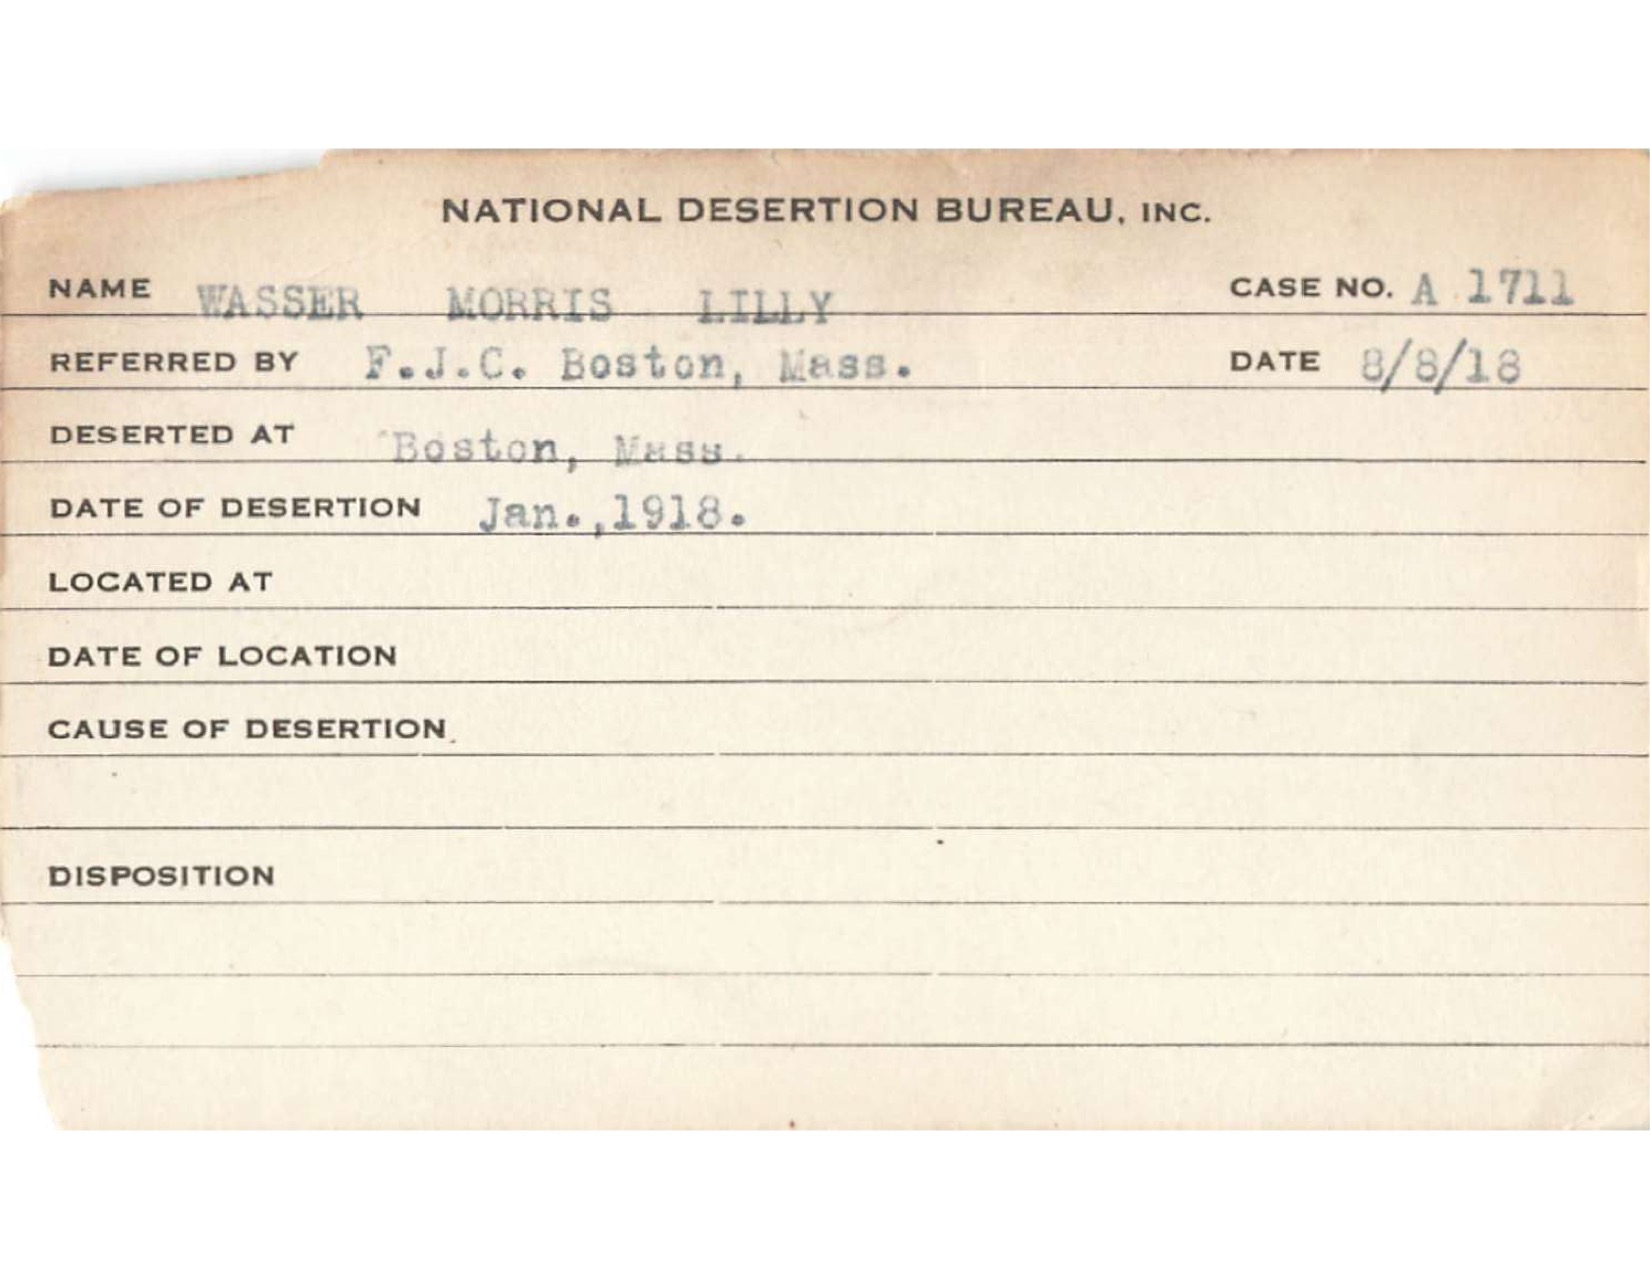 NATIONAL DESERTION BUREAU, INC.
NAME WASSER MORRIS LILLY CASE NO. A 1711
REFERRED BY F.J.C. Boston, Mass. DATE 8/8/18
DESERTED AT Boston, Mass.
DATE OF DESERTION Jan.,1918.
LOCATED AT
DATE OF LOCATION
CAUSE OF DESERTION
DISPOSITION